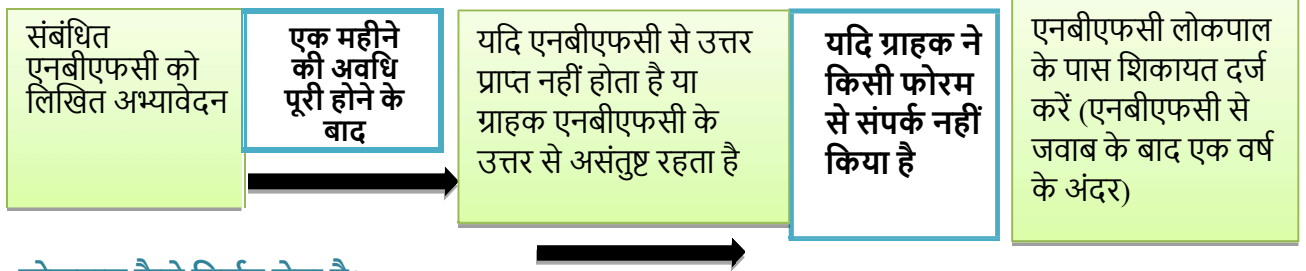 संबंधित
एनबीएफसी को
लिखित अभ्यावेदन
एक महीने
की अवधि
पूरी होने के
बाद
यदि एनबीएफसी से उत्तर
प्राप्त नहीं होता है या
ग्राहक एनबीएफसी के
उत्तर से असंतुष्ट रहता है
यदि ग्राहक ने
किसी फोरम
से संपर्क नहीं
किया है
एनबीएफसी लोकपाल
के पास शिकायत दर्ज
करें (एनबीएफसी से
जवाब के बाद एक वर्ष
के अंदर)